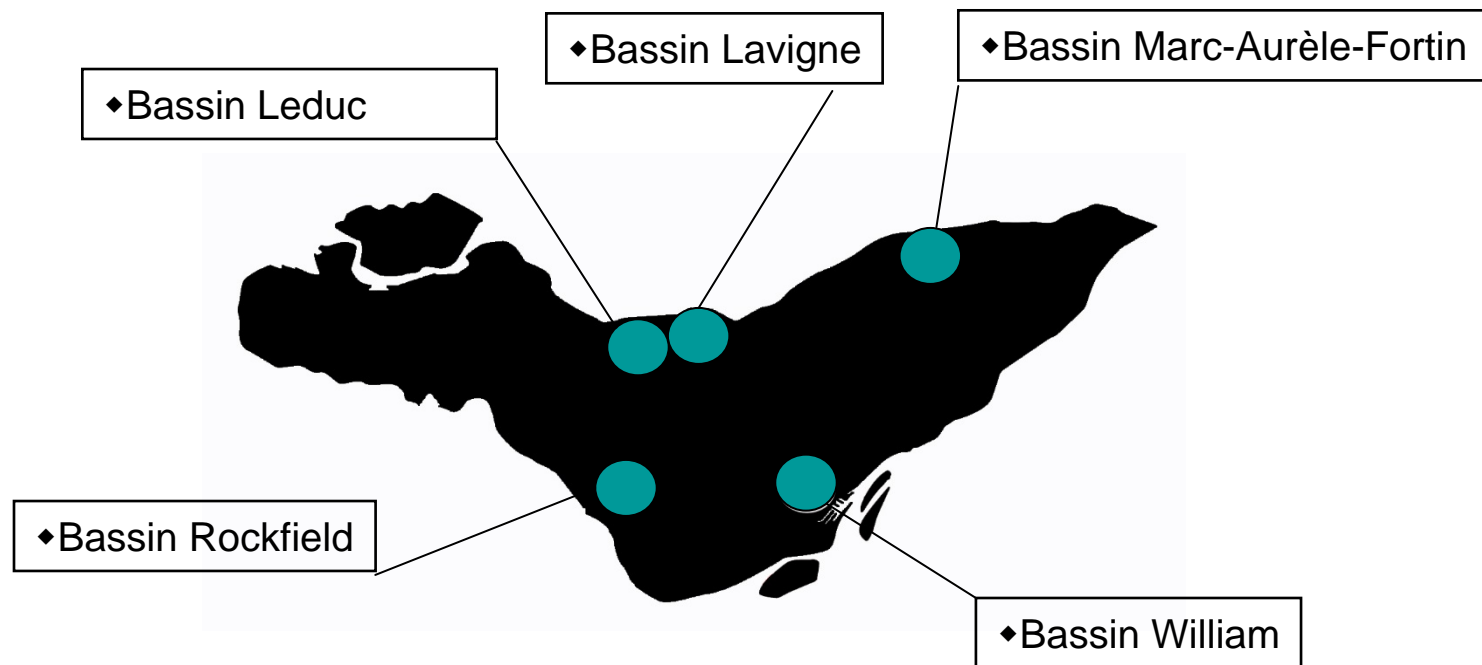 ◆Bassin Lavigne
◆Bassin Marc-Aurèle-Fortin
◆Bassin Leduc
◆Bassin Rockfield
◆Bassin William